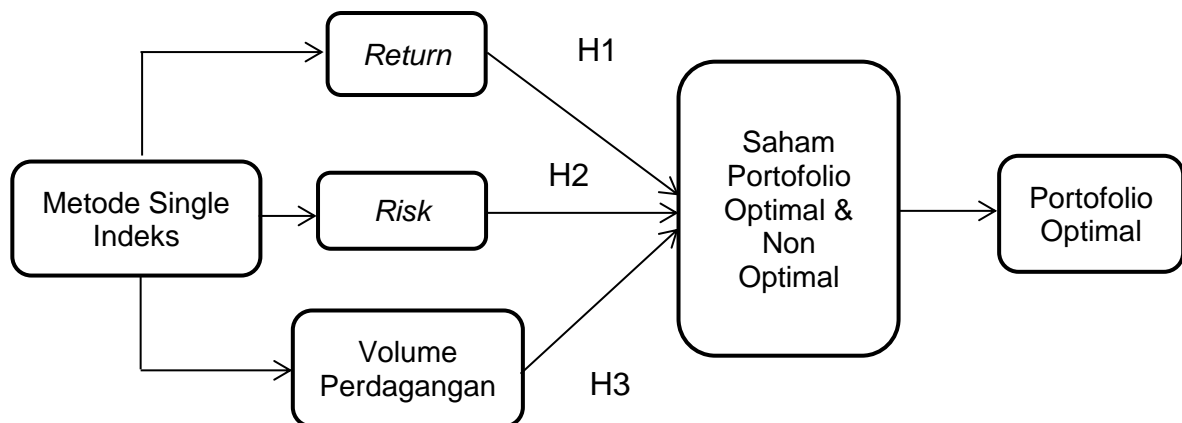 Return
H1
Metode Single
Indeks
Risk
H2
Volume
Perdagangan
H3
Saham
Portofolio
Optimal &
Non
Optimal
Portofolio
Optimal